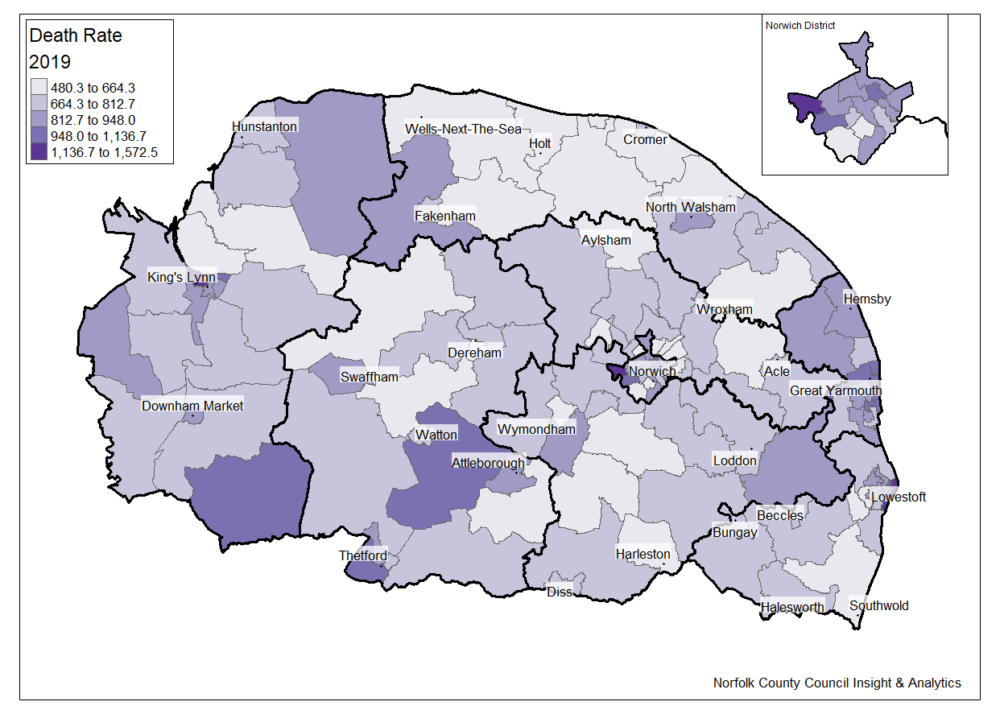 Death Rate
2019
480.3 to 664.3
664.3 to 812.7
812.7 to 948.0
948.0 to 1,136.7
1,136.7 to 1,572.5
Norwich District
Hunstanton
Wells-Next-The-Sea
Holt
Cromer
North Walsham
Fakenham
Aylsham
King's Lynn
Hemsby
Wroxham
Dereham
Swaffham
Norwich
Acle
Great Yarmouth
Downham Market
Wymondham
Watton
Attleborough
Loddon
Lowestoft
Beccles
Bungay
Thetford
Harleston
Diss
Halesworth
Southwold
Norfolk County Council Insight & Analytics